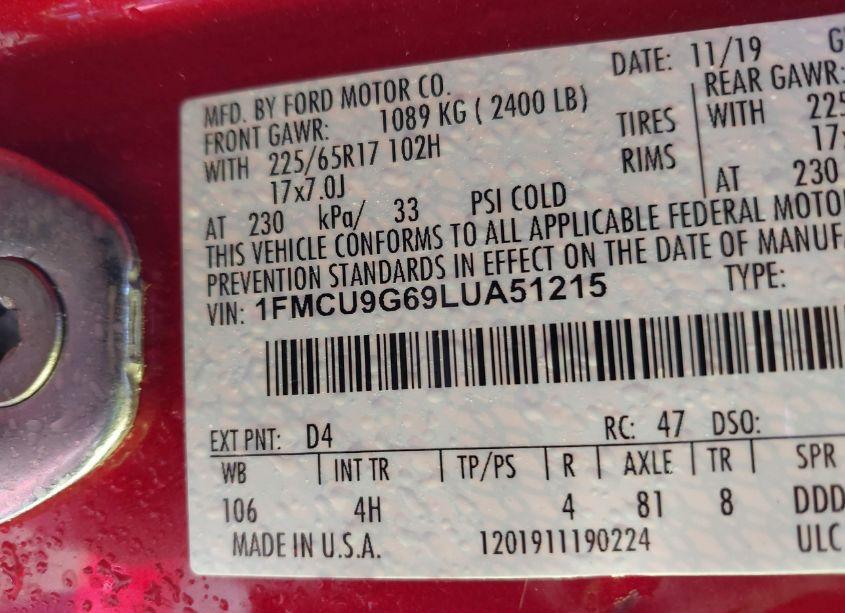 MFD. BY FORD MOTOR CO. DATE: 11/19
FRONT GAWR: 1089 KG ( 2400 LB) REAR GAWR:
WITH 225/65R17 102H TIRES WITH
17x7.0J RIMS
AT 230 kPa/ 33 PSI COLD AT 230
THIS VEHICLE CONFORMS TO ALL APPLICABLE FEDERAL MOTOR
PREVENTION STANDARDS IN EFFECT ON THE DATE OF
VIN: 1FMCU9G69LUA51215 TYPE:
EXT PNT: D4 RC: 47 DSO:
WB INT TR TP/PS R AXLE TR SPR
106 4H 4 81 8 DDD
MADE IN U.S.A. 1201911190224 ULC